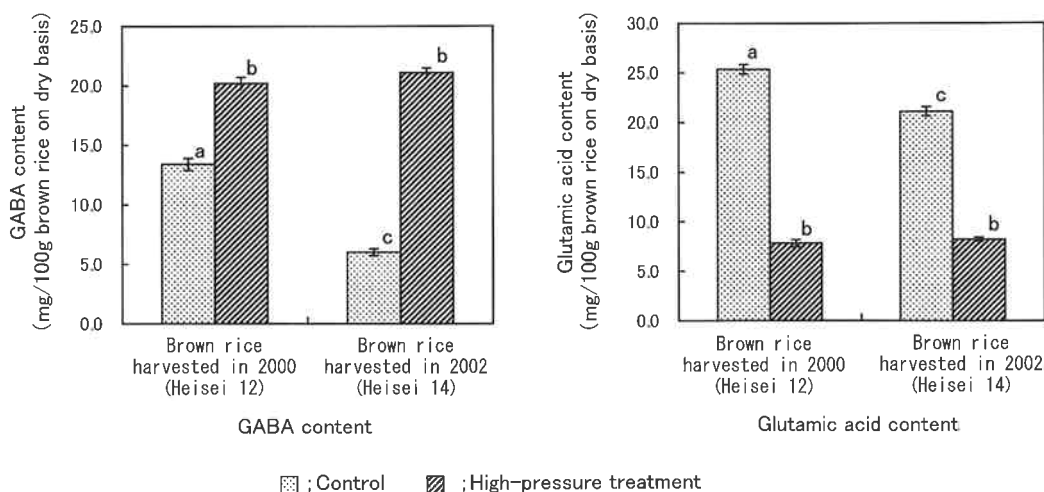 GABA content
(mg/100g brown rice on dry basis)
25.0
20.0
15.0
10.0
5.0
0.0
a
b
c
b
Brown rice
harvested in 2000
(Heisei 12)
Brown rice
harvested in 2002
(Heisei 14)
GABA content
Glutamic acid content
(mg/100g brown rice on dry basis)
30.0
25.0
20.0
15.0
10.0
5.0
0.0
a
b
c
b
Brown rice
harvested in 2000
(Heisei 12)
Brown rice
harvested in 2002
(Heisei 14)
Glutamic acid content
;Control
;High-pressure treatment